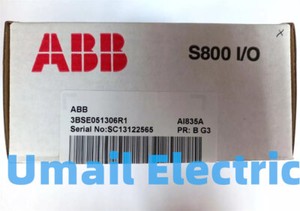 ABB
S800 I/O
ABB
3BSE051306R1 AI835A
Serial No:SC13122565 PR: B G3
Umail Electric